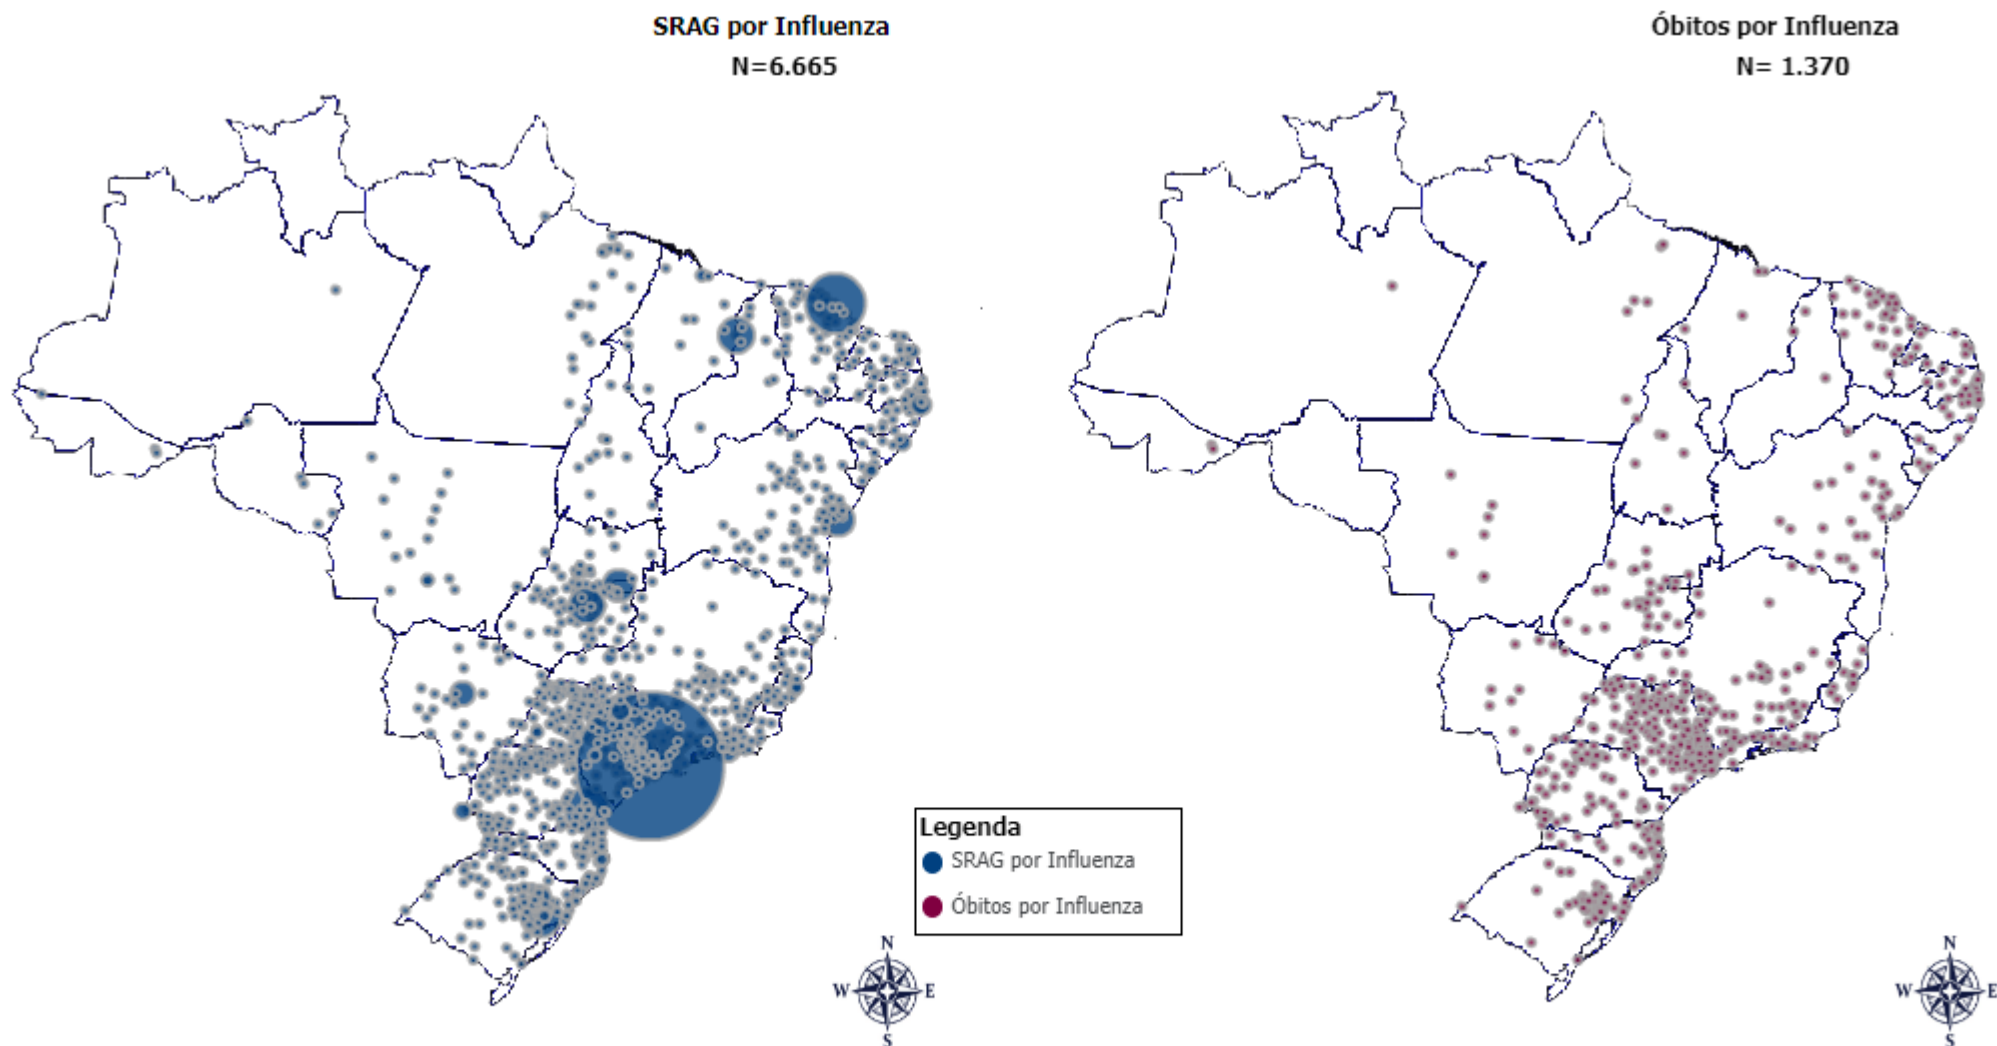 SRAG por Influenza
N=6.665
Óbitos por Influenza
N= 1.370
Legenda
SRAG por Influenza
Óbitos por Influenza
N
W E
S
N
W E
S